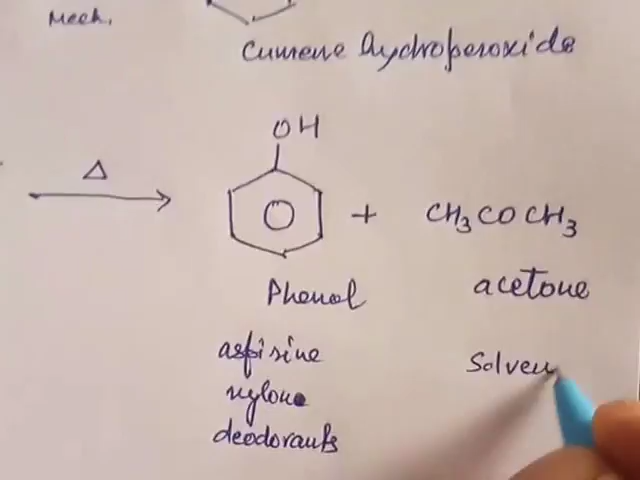 Mech.
Cumene hydroperoxide
OH
Δ
+ CH₃COCH₃
Phenol acetone
aspirine Solven
nylone
deodorants